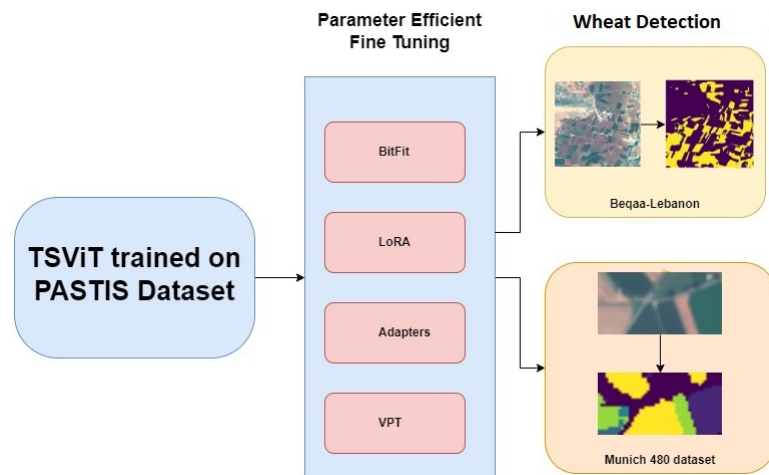 Parameter Efficient
Fine Tuning
Wheat Detection
TSViT trained on
PASTIS Dataset
BitFit
LoRA
Adapters
VPT
Beqaa-Lebanon
Munich 480 dataset